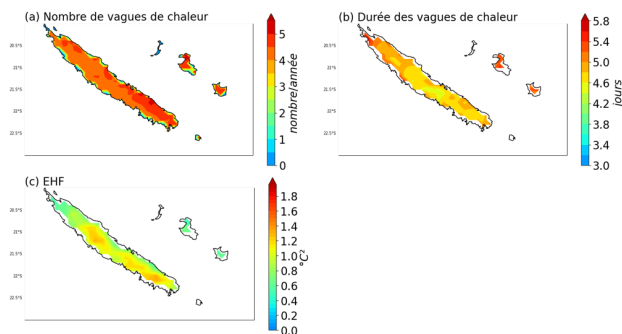 (a) Nombre de vagues de chaleur
20.5°S
21°S
21.5°S
22°S
22.5°S
5
4
3
2
1
0
nombre/année
(b) Durée des vagues de chaleur
20.5°S
21°S
21.5°S
22°S
22.5°S
5.8
5.4
5.0
4.6
4.2
3.8
3.4
3.0
jours
(c) EHF
20.5°S
21°S
21.5°S
22°S
22.5°S
1.8
1.6
1.4
1.2
1.0
0.8
0.6
0.4
0.2
0.0
°C²